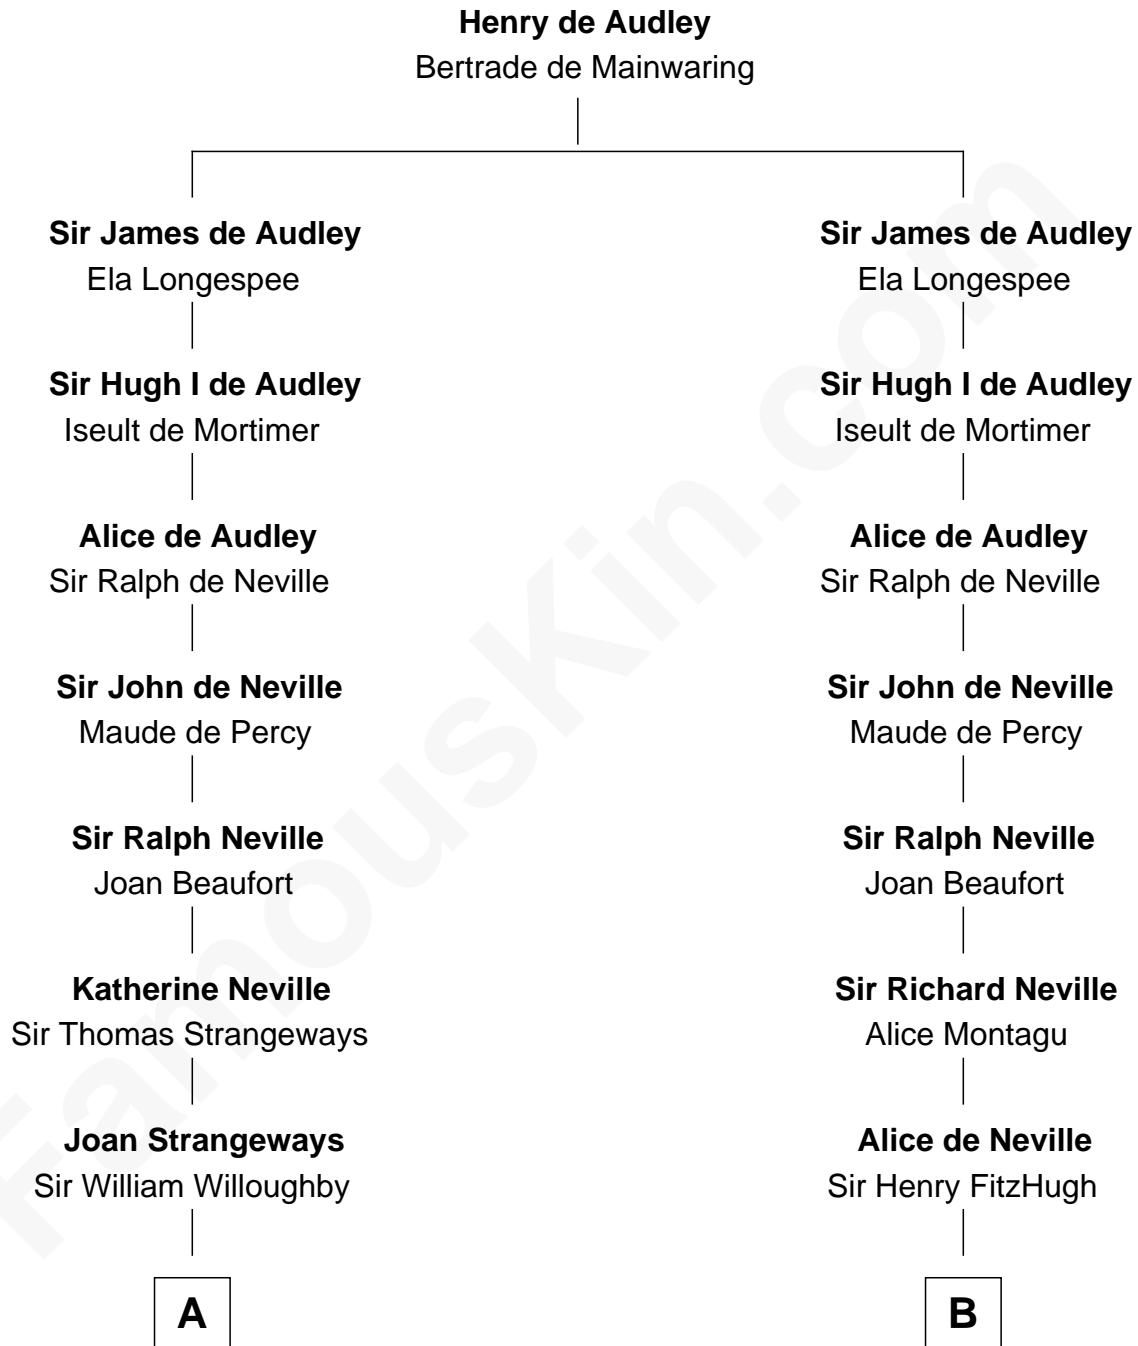 Henry de Audley
Bertrade de Mainwaring
Sir James de Audley
Ela Longespee
Sir Hugh I de Audley
Iseult de Mortimer
Alice de Audley
Sir Ralph de Neville
Sir John de Neville
Maude de Percy
Sir Ralph Neville
Joan Beaufort
Katherine Neville
Sir Thomas Strangeways
Joan Strangeways
Sir William Willoughby
A
Sir James de Audley
Ela Longespee
Sir Hugh I de Audley
Iseult de Mortimer
Alice de Audley
Sir Ralph de Neville
Sir John de Neville
Maude de Percy
Sir Ralph Neville
Joan Beaufort
Sir Richard Neville
Alice Montagu
Alice de Neville
Sir Henry FitzHugh
B
FamousKin.com